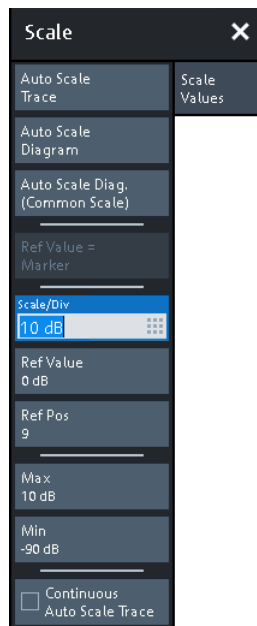 Scale
Auto Scale
Trace
Scale
Values
Auto Scale
Diagram
Auto Scale Diag.
(Common Scale)
Ref Value =
Marker
Scale/Div
10 dB
Ref Value
0 dB
Ref Pos
9
Max
10 dB
Min
-90 dB
Continuous
Auto Scale Trace